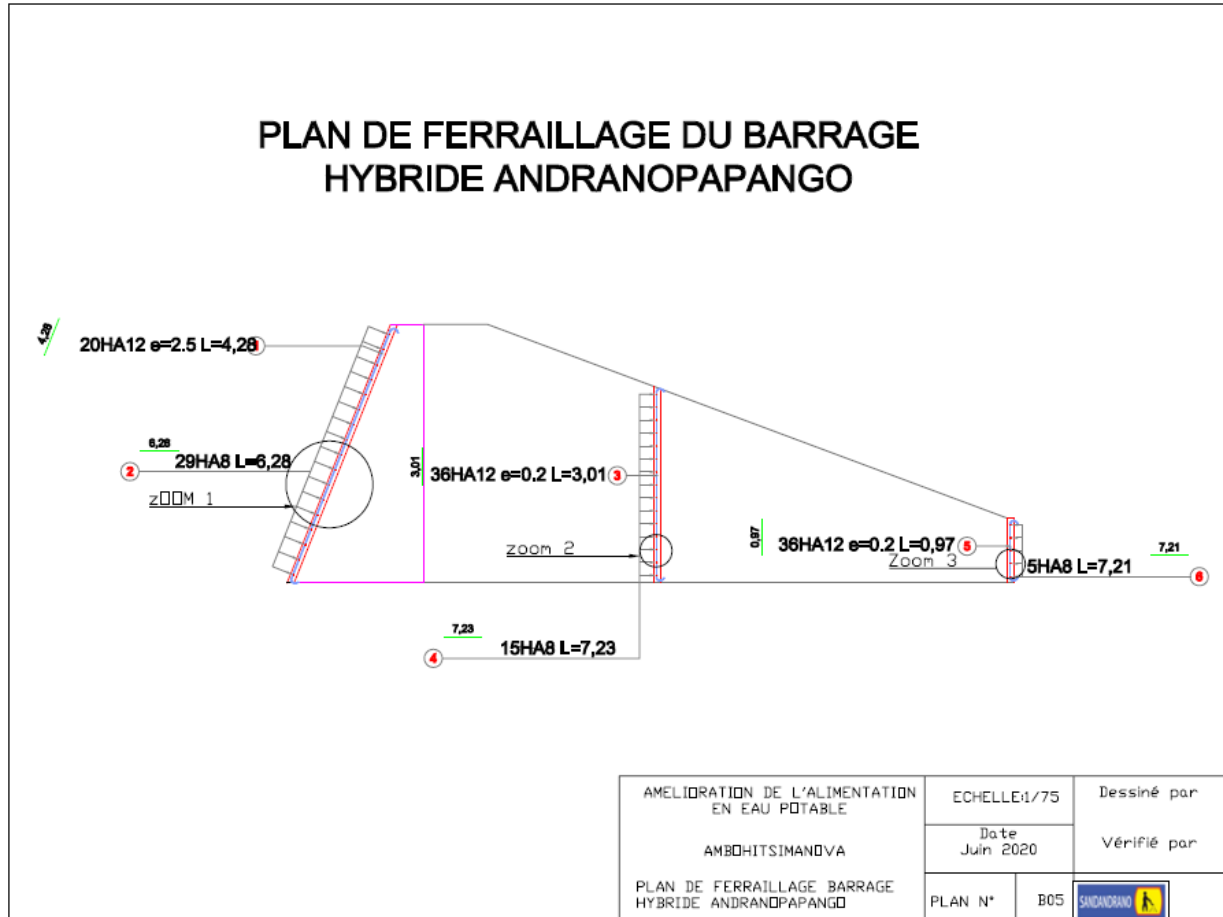 PLAN DE FERRAILLAGE DU BARRAGE
HYBRIDE ANDRANOPAPANGO
4,28
20HA12 e=2.5 L=4,28
1
6,28
29HA8 L=6,28
2
zOOM 1
3,01
36HA12 e=0.2 L=3,01
3
zoom 2
7,23
15HA8 L=7,23
4
0,97
36HA12 e=0.2 L=0,97
5
Zoom 3
7,21
5HA8 L=7,21
6
AMELIORATION DE L'ALIMENTATION
EN EAU POTABLE
AMBOHITSIMANOVA
PLAN DE FERRAILLAGE BARRAGE
HYBRIDE ANDRANOPAPANGO
ECHELLE:1/75
Date
Juin 2020
PLAN N°
B05
Dessiné par
Vérifié par
SANDANDRANO